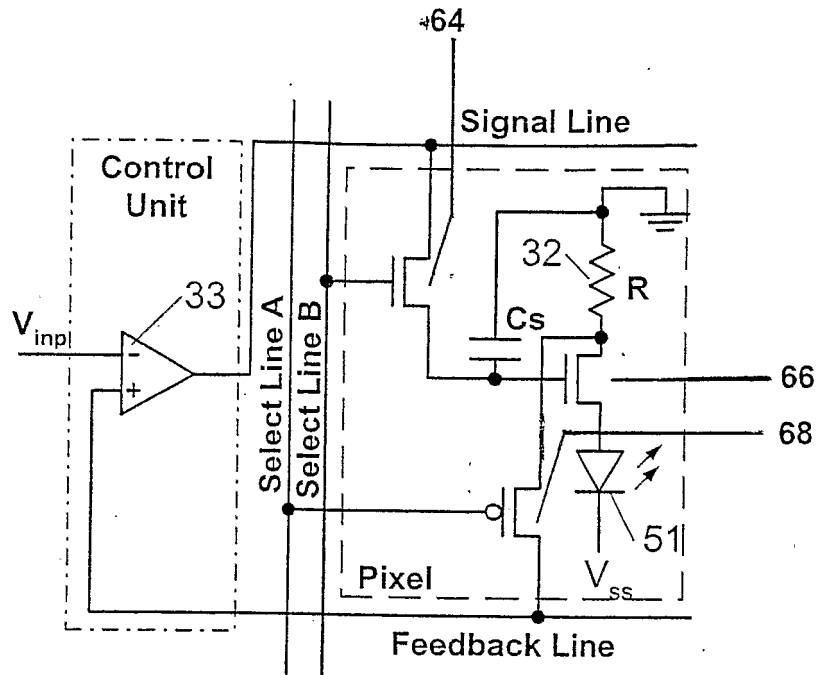 64
Signal Line
Control
Unit
32
R
33
Cs
V inp
-
+
Select Line A
Select Line B
66
68
51
Pixel
V ss
Feedback Line